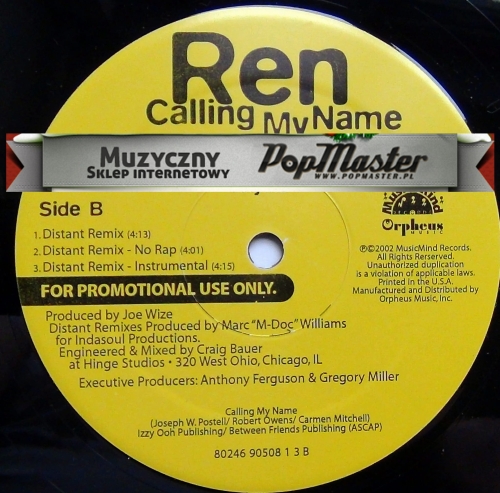 Ren
Calling My Name
Muzyczny
Sklep internetowy
PopMaster
www.popmaster.pl
Side B
1. Distant Remix (4:13)
2. Distant Remix - No Rap (4:01)
3. Distant Remix - Instrumental (4:15)
FOR PROMOTIONAL USE ONLY.
Orpheus
MUSIC
℗©2002 MusicMind Records.
All Rights Reserved.
Unauthorized duplication
is a violation of applicable laws.
Printed in the U.S.A.
Manufactured and Distributed by
Orpheus Music, Inc.
Produced by Joe Wize
Distant Remixes Produced by Marc "M-Doc" Williams
for Indasoul Productions.
Engineered & Mixed by Craig Bauer
at Hinge Studios • 320 West Ohio, Chicago, IL
Executive Producers: Anthony Ferguson & Gregory Miller
Calling My Name
(Joseph W. Postell/ Robert Owens/ Carmen Mitchell)
Izzy Ooh Publishing/ Between Friends Publishing (ASCAP)
80246 90508 1 3 B